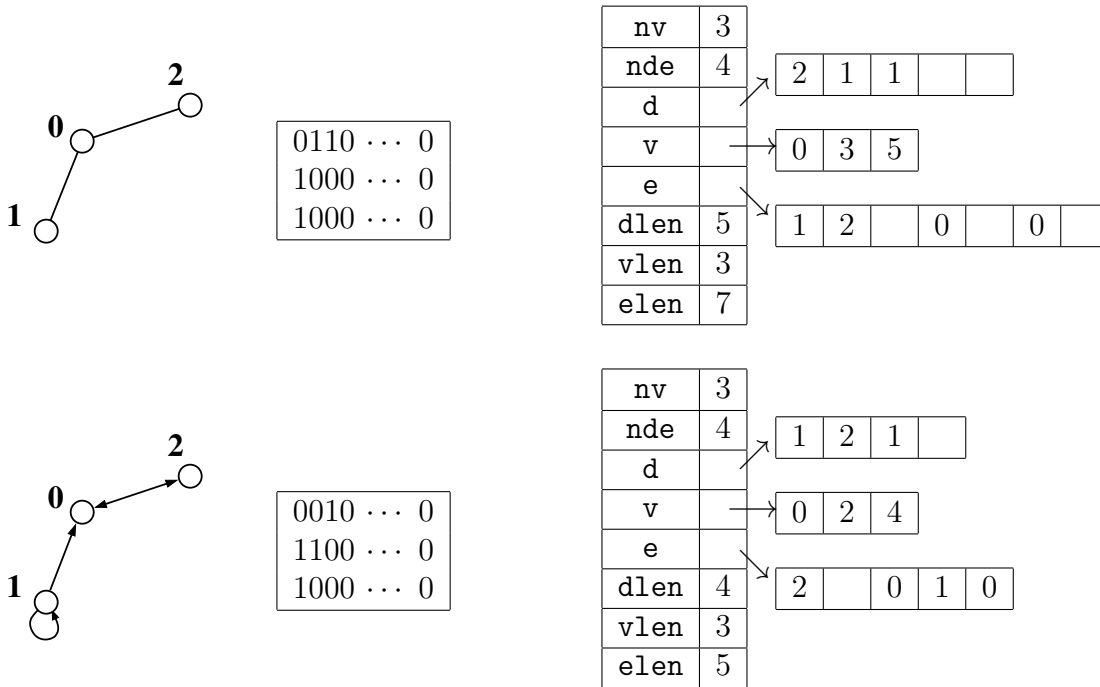 nv 3
nde 4
d
v
e
dlen 5
vlen 3
elen 7
2 1 1
0 3 5
1 2 0 0
2
0
1
0110 ⋯ 0
1000 ⋯ 0
1000 ⋯ 0
nv 3
nde 4
d
v
e
dlen 4
vlen 3
elen 5
1 2 1
0 2 4
2 0 1 0
2
0
1
0010 ⋯ 0
1100 ⋯ 0
1000 ⋯ 0